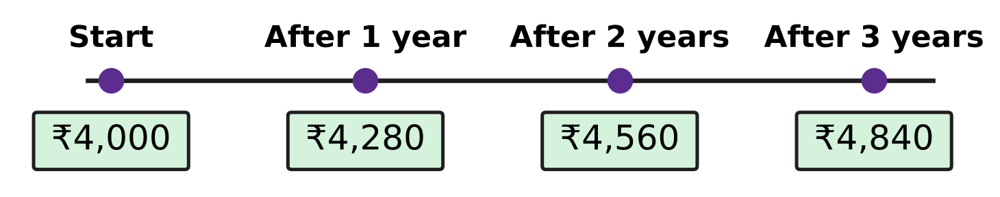 Start After 1 year After 2 years After 3 years
₹4,000 ₹4,280 ₹4,560 ₹4,840